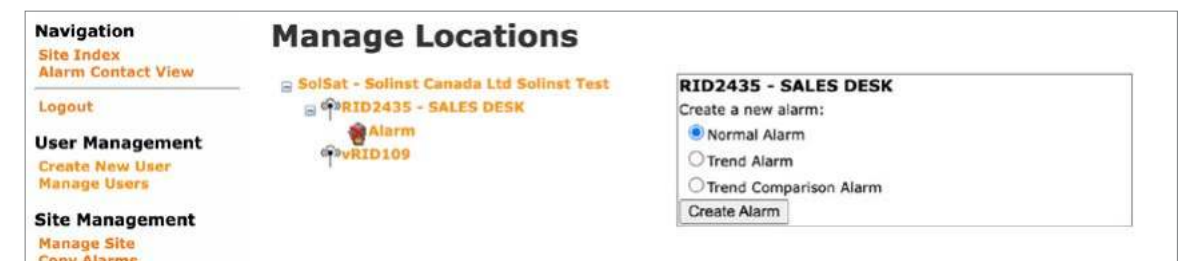 Navigation
Site Index
Alarm Contact View
Logout
User Management
Create New User
Manage Users
Site Management
Manage Site
Copy Alarms
Manage Locations
SolSat - Solinst Canada Ltd Solinst Test
RID2435 - SALES DESK
Alarm
vRID109
RID2435 - SALES DESK
Create a new alarm:
Normal Alarm
Trend Alarm
Trend Comparison Alarm
Create Alarm